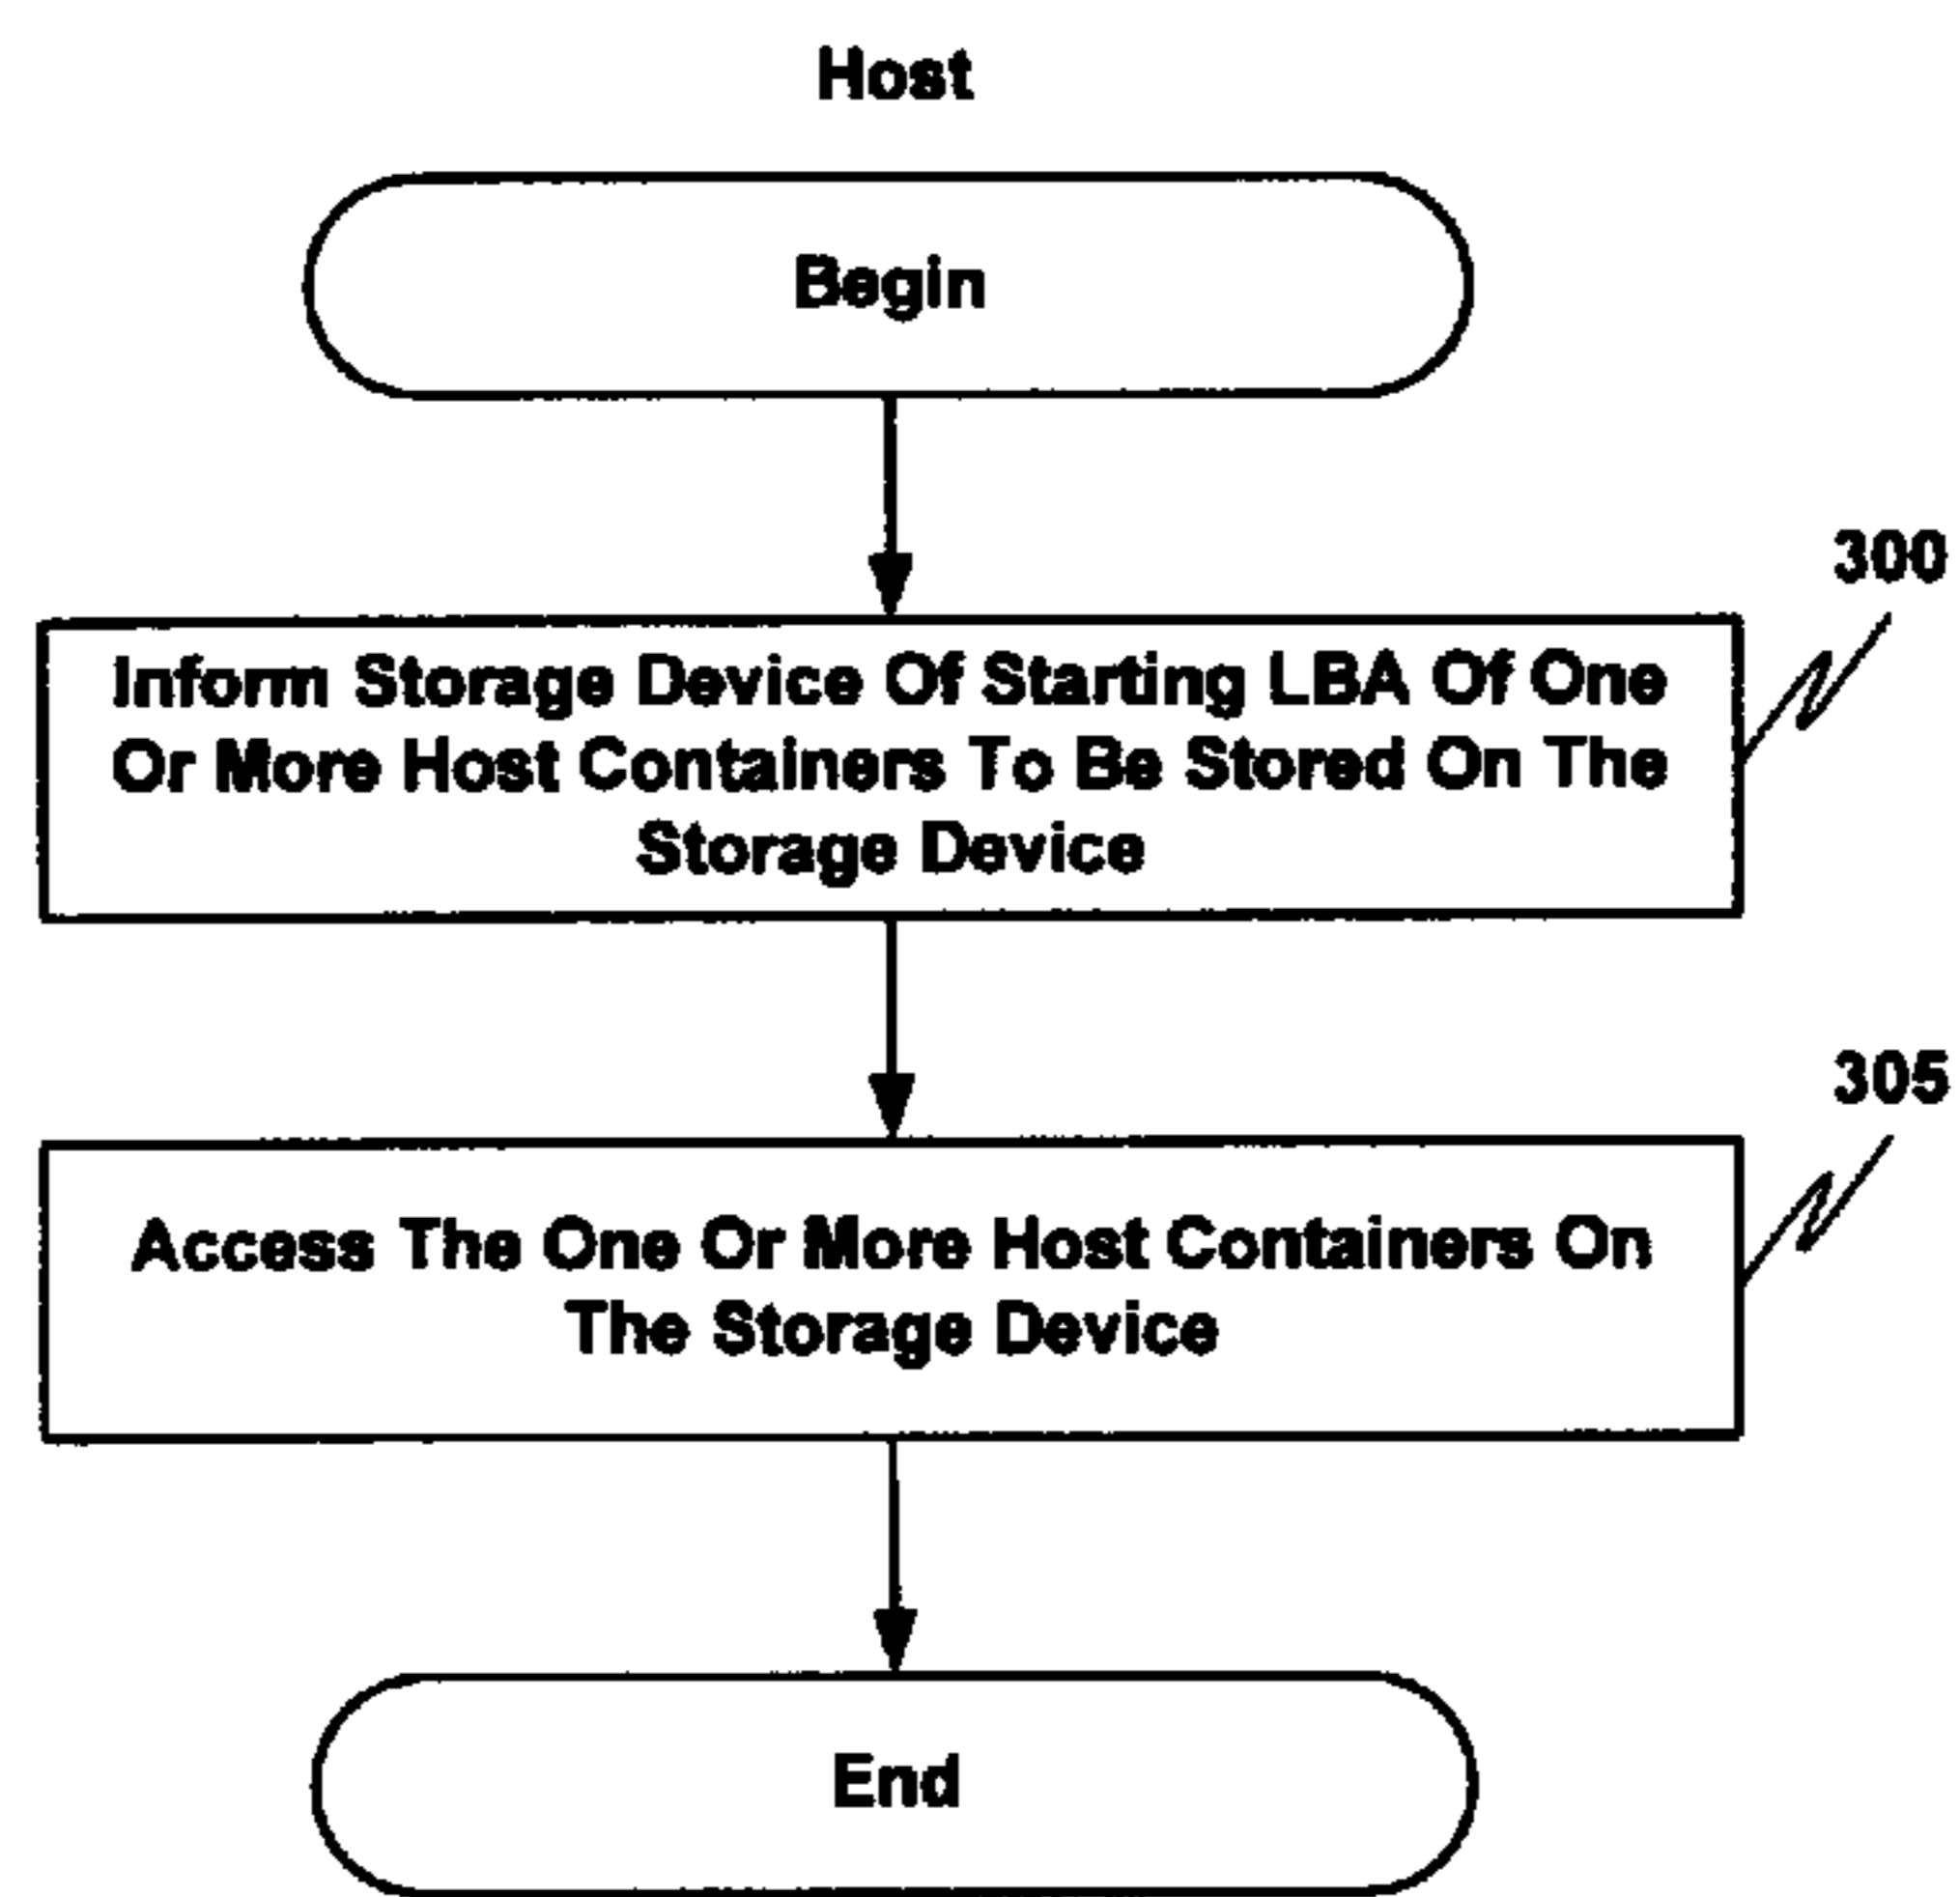 Host
Begin
300
Inform Storage Device Of Starting LBA Of One
Or More Host Containers To Be Stored On The
Storage Device
305
Access The One Or More Host Containers On
The Storage Device
End